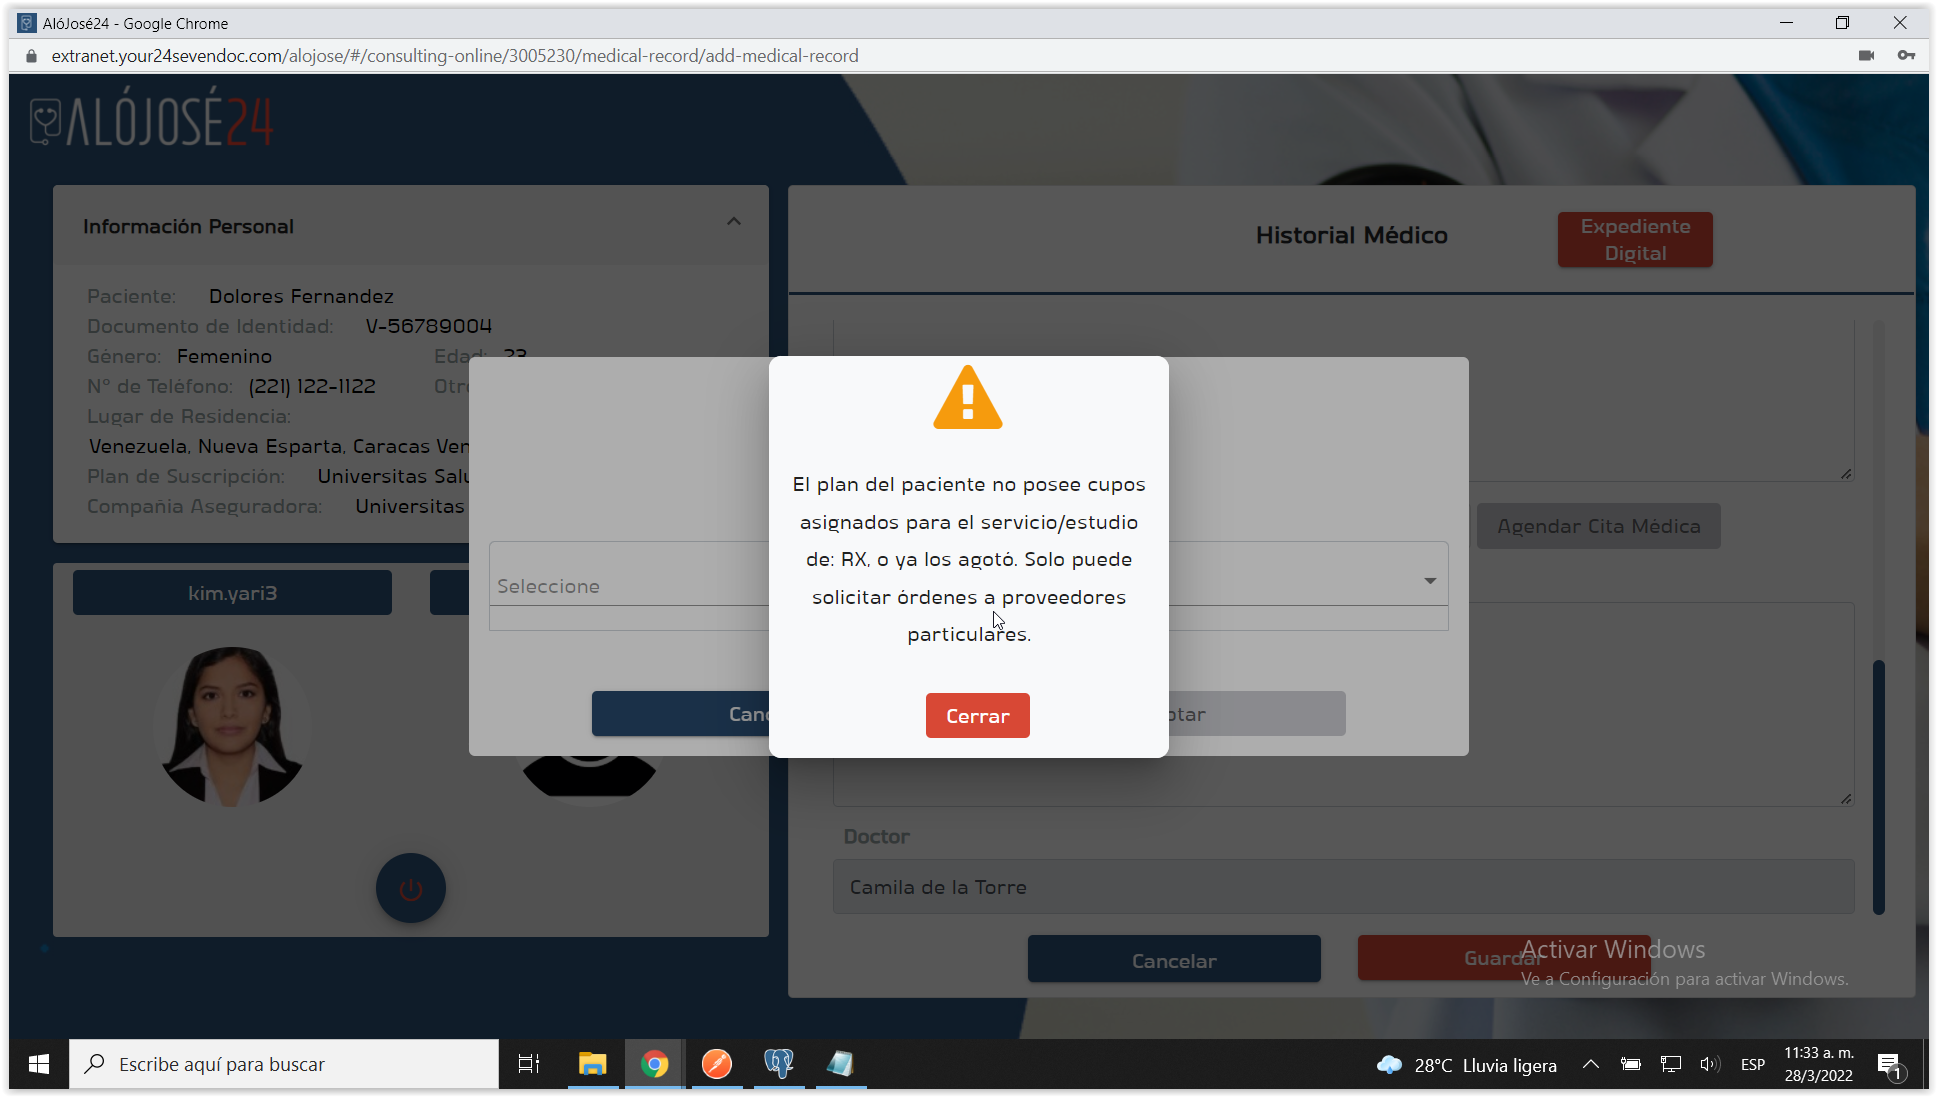 AlóJosé24 - Google Chrome
extranet.your24sevendoc.com/alojose/#/consulting-online/3005230/medical-record/add-medical-record
ALÓJOSÉ24
Información Personal
Paciente: Dolores Fernandez
Documento de Identidad: V-56789004
Género: Femenino Edad: 23
N° de Teléfono: (221) 122-1122
Lugar de Residencia:
Venezuela, Nueva Esparta, Caracas
Plan de Suscripción: Universitas
Compañia Aseguradora: Universitas
kim.yari3
Historial Médico
Expediente
Digital
Agendar Cita Médica
Seleccione
El plan del paciente no posee cupos
asignados para el servicio/estudio
de: RX, o ya los agotó. Solo puede
solicitar órdenes a proveedores
particulares.
Cerrar
Doctor
Camila de la Torre
Cancelar
Guardar
Activar Windows
Ve a Configuración para activar Windows.
Escribe aquí para buscar
28°C Lluvia ligera
ESP
11:33 a. m.
28/3/2022
1